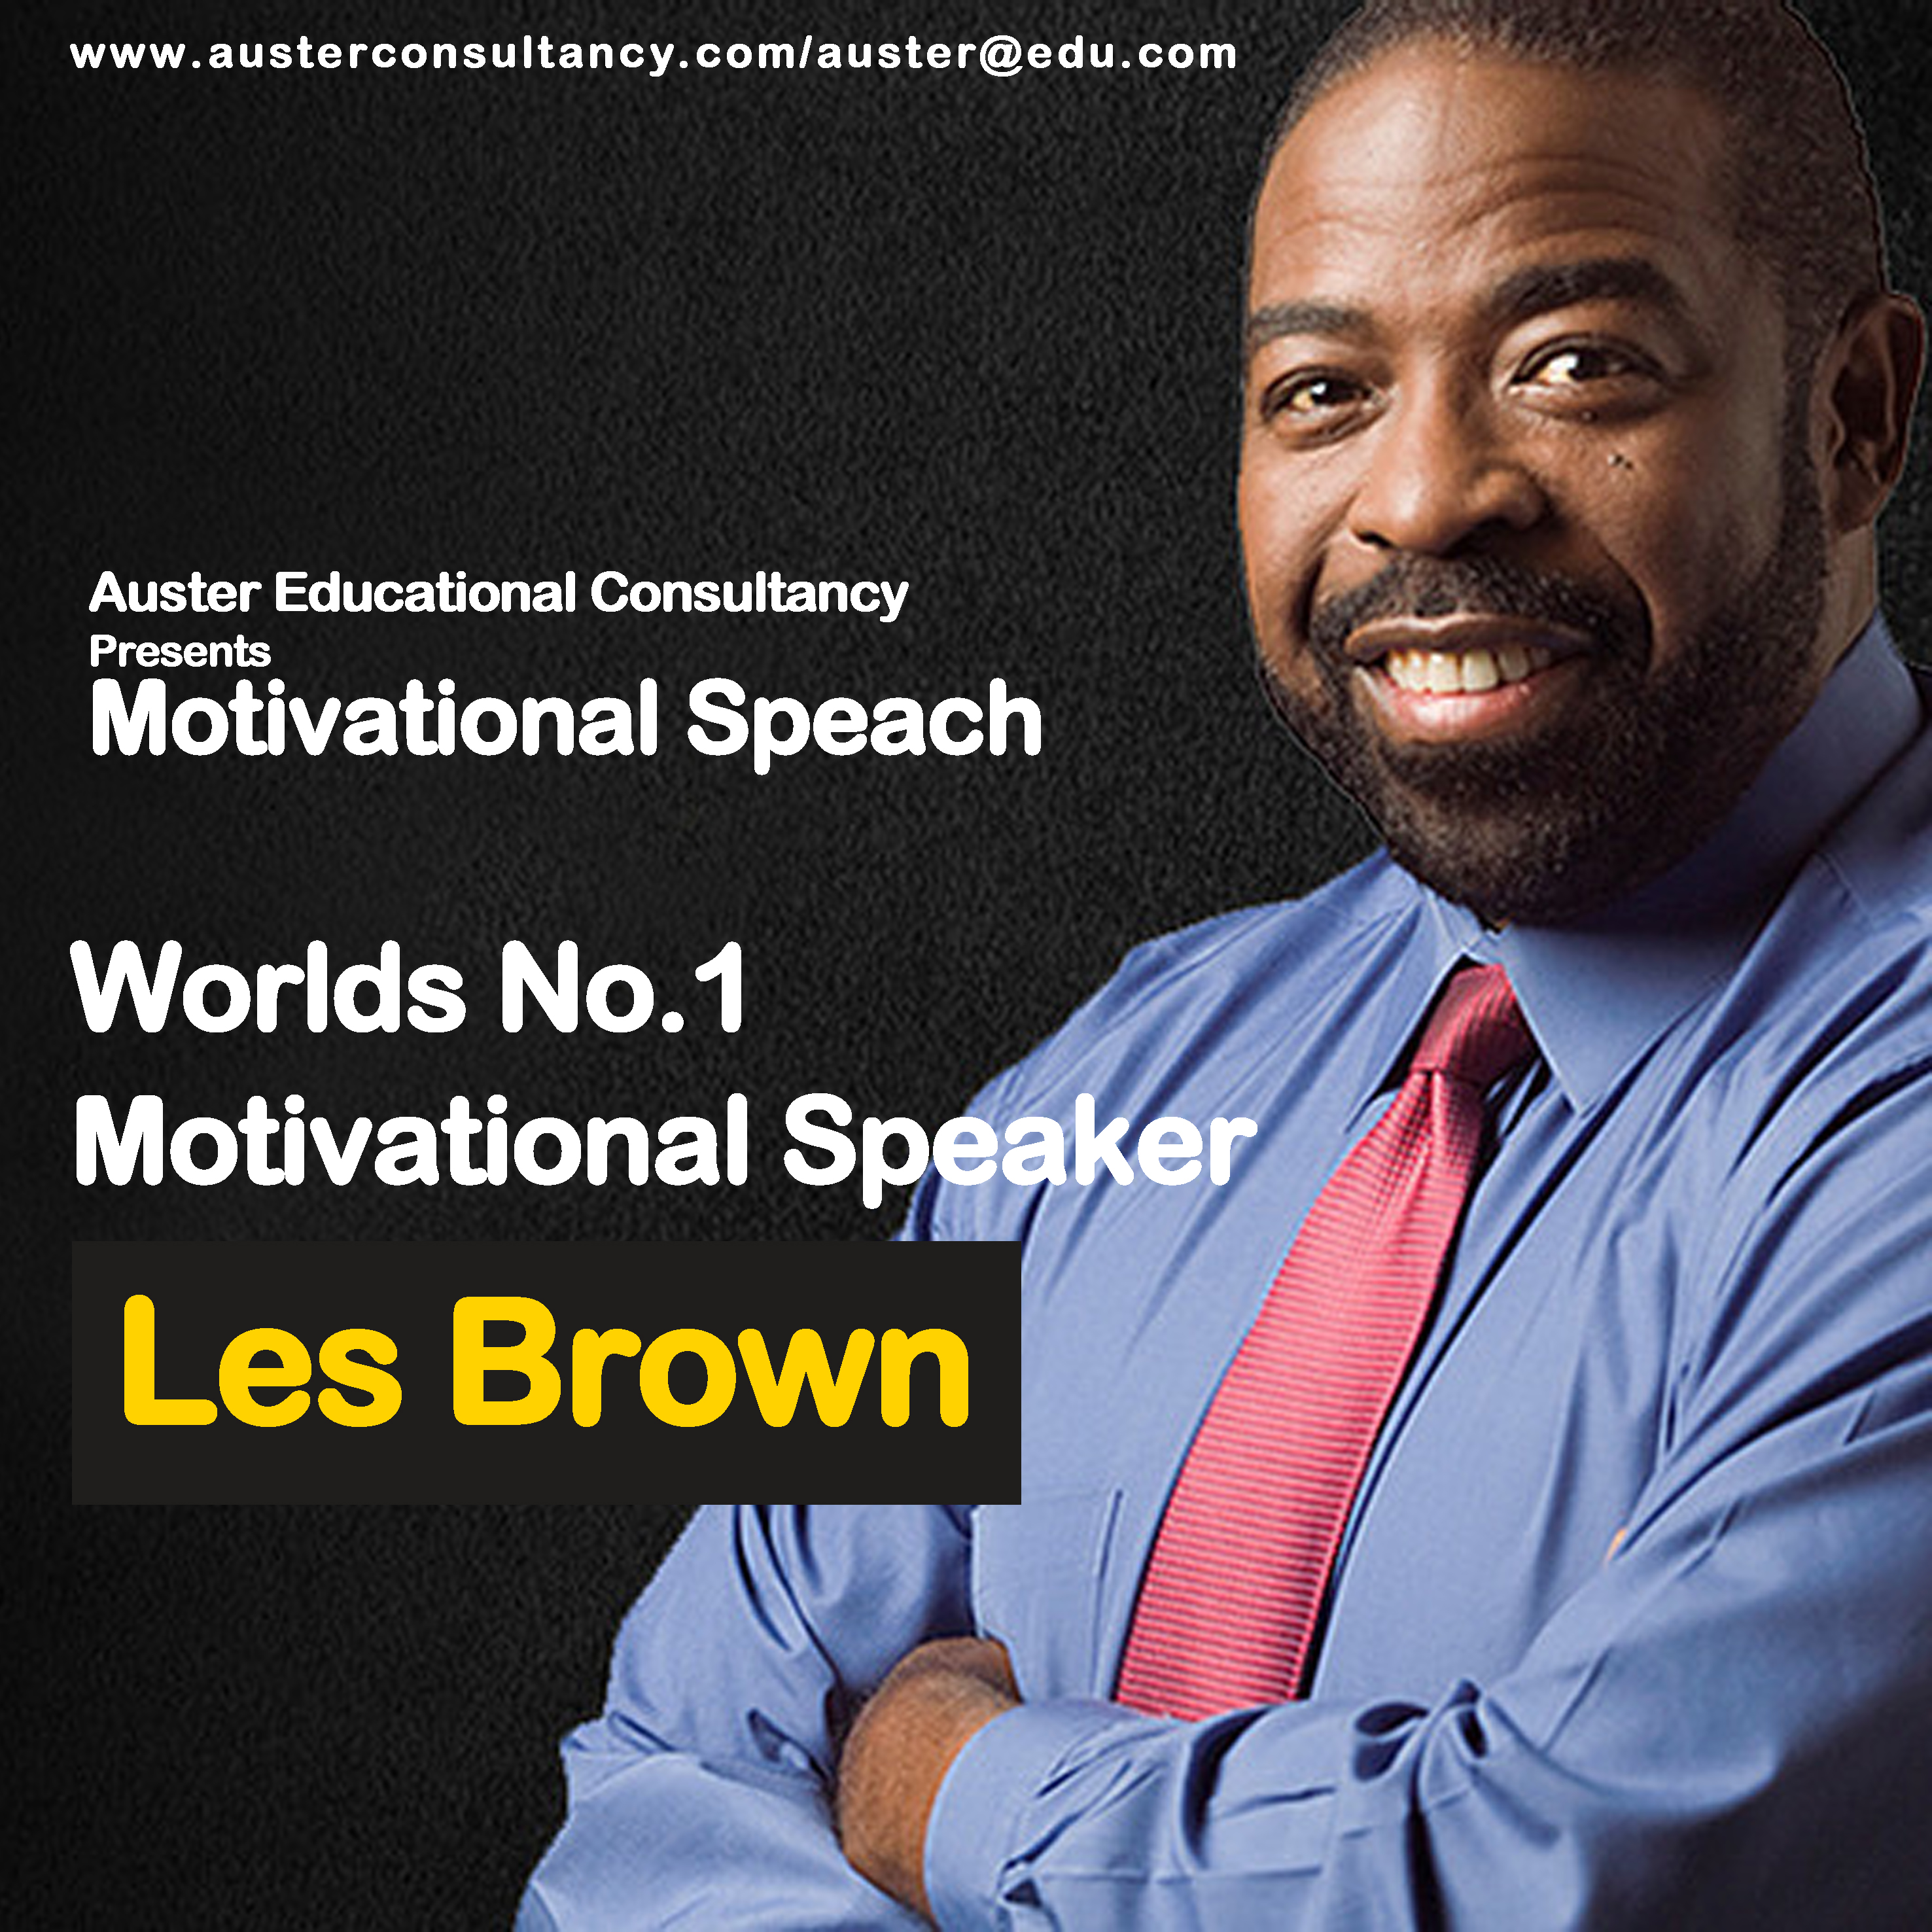 www.austerconsultancy.com/auster@edu.com
Auster Educational Consultancy
Presents
Motivational Speach
Worlds No.1
Motivational Speaker
Les Brown